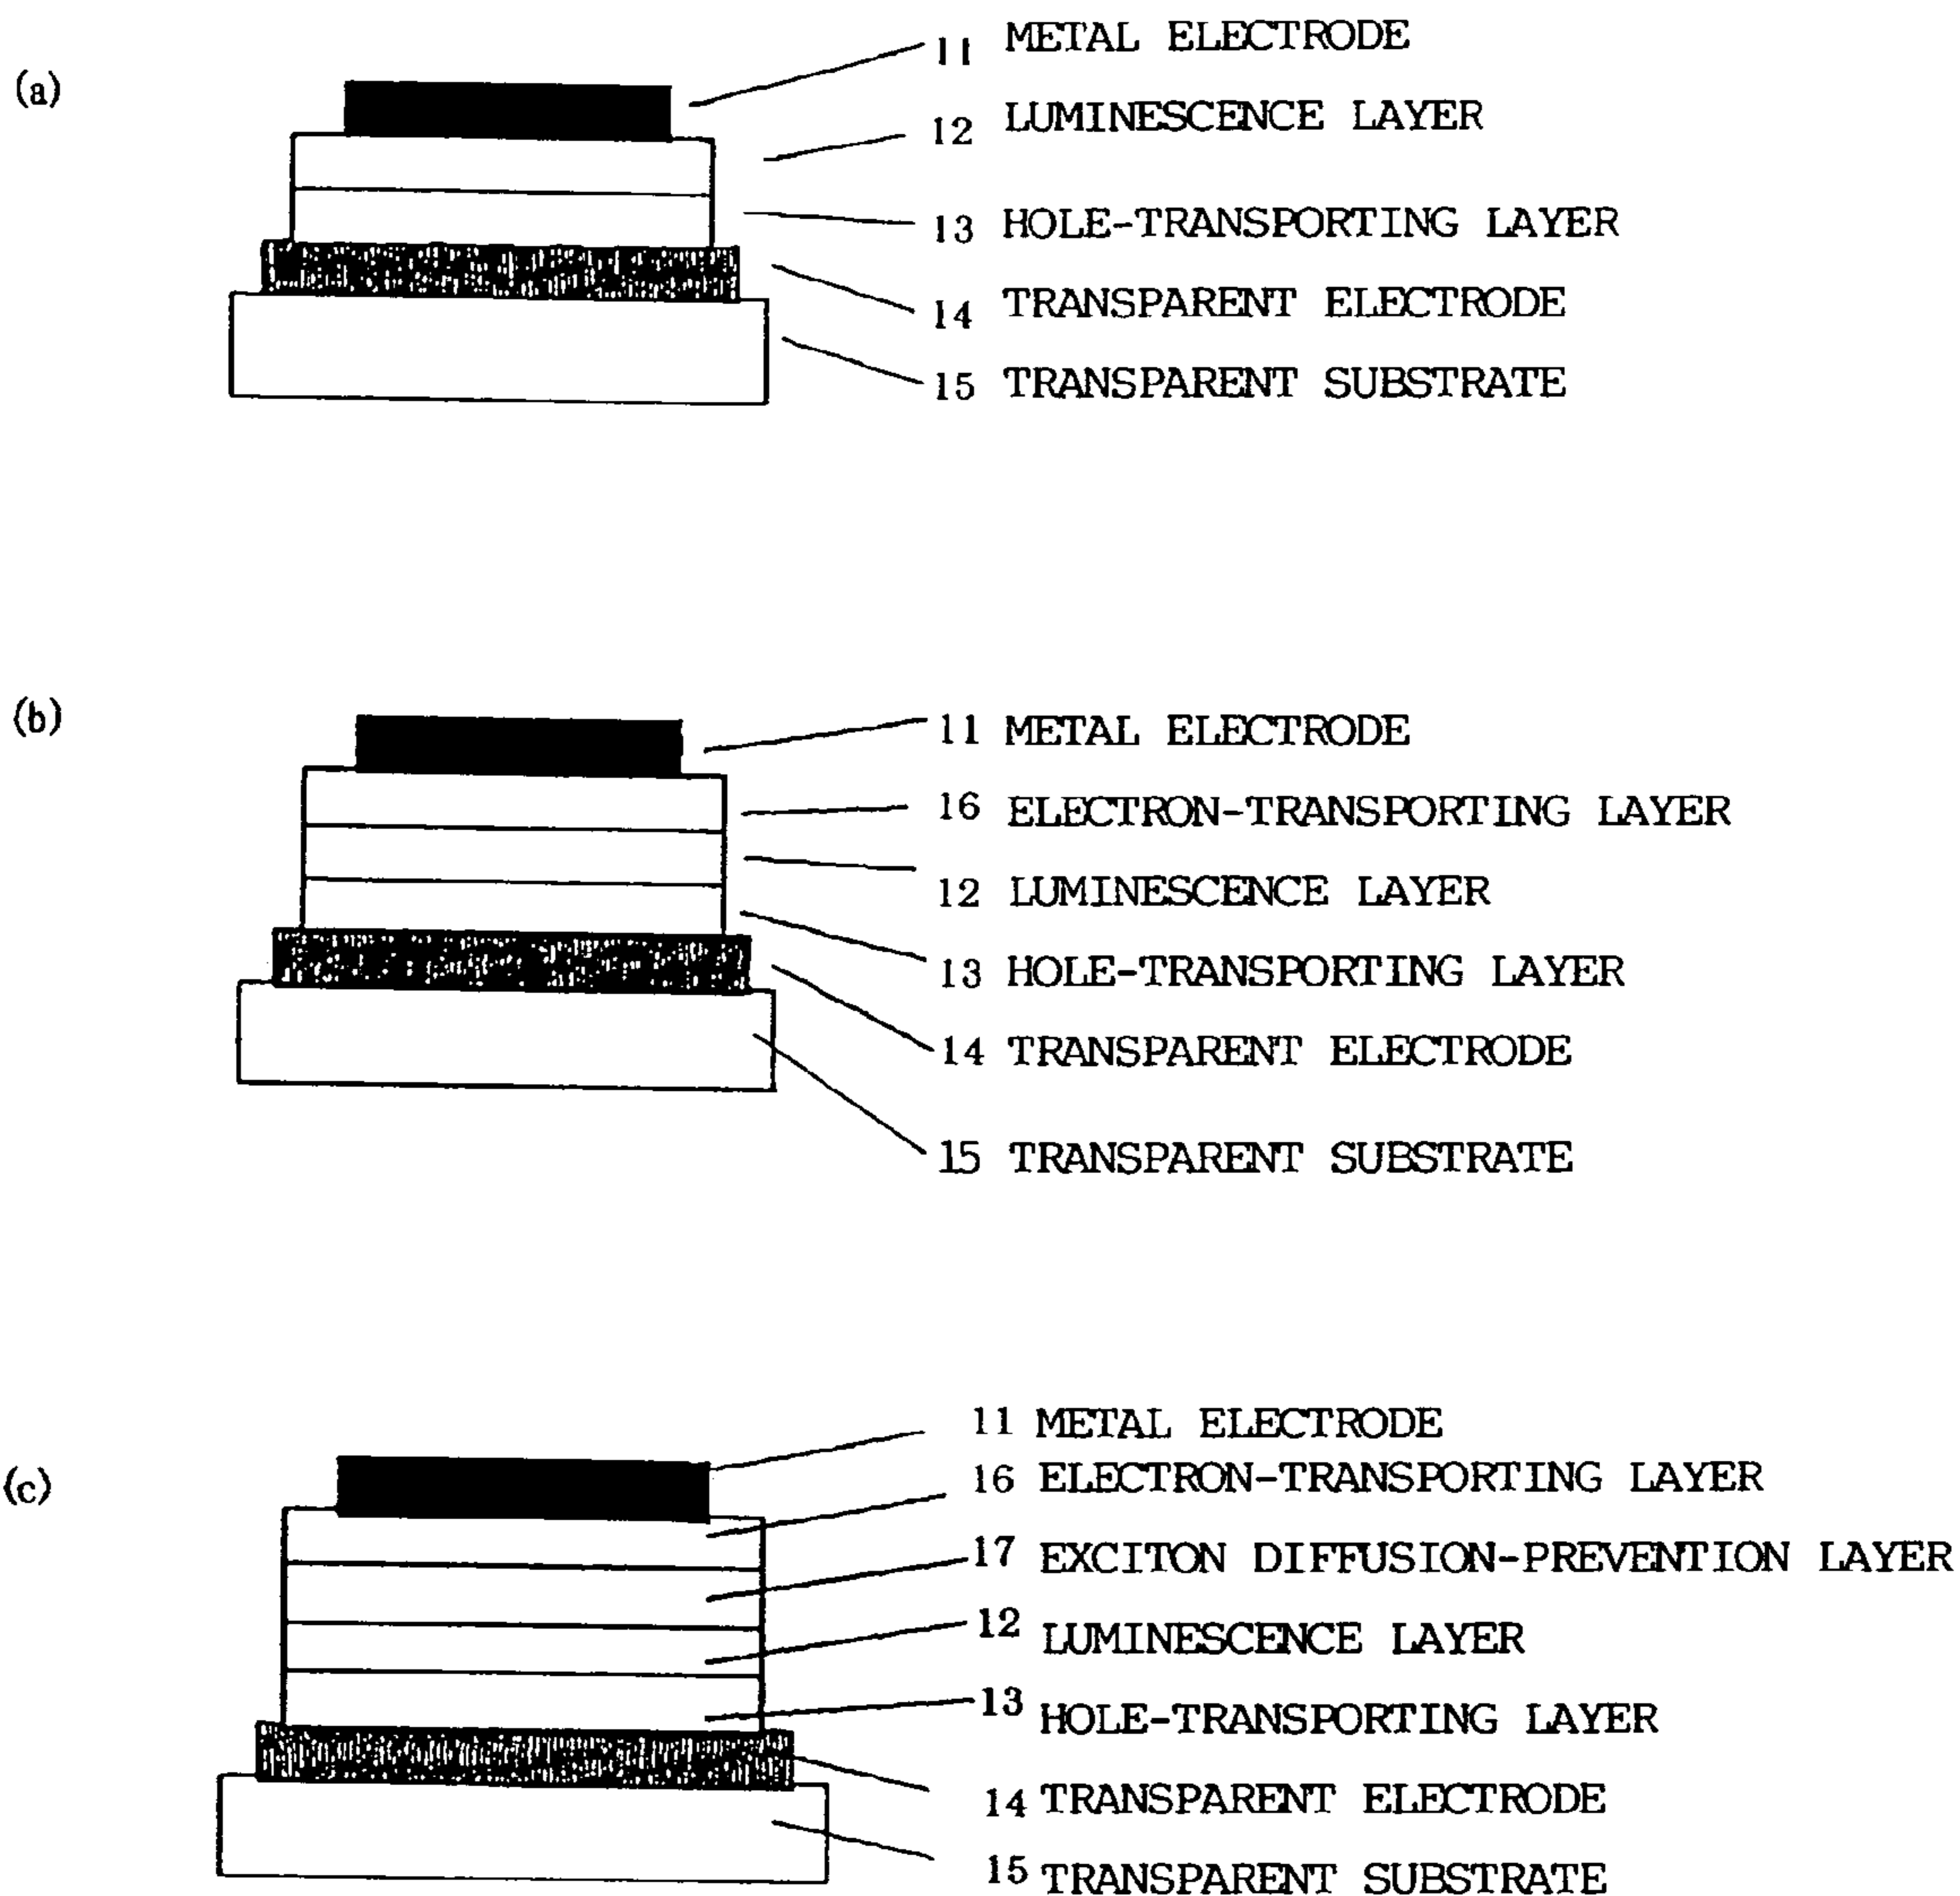 (a)
11 METAL ELECTRODE
12 LUMINESCENCE LAYER
13 HOLE-TRANSPORTING LAYER
14 TRANSPARENT ELECTRODE
15 TRANSPARENT SUBSTRATE
(b)
11 METAL ELECTRODE
16 ELECTRON-TRANSPORTING LAYER
12 LUMINESCENCE LAYER
13 HOLE-TRANSPORTING LAYER
14 TRANSPARENT ELECTRODE
15 TRANSPARENT SUBSTRATE
(c)
11 METAL ELECTRODE
16 ELECTRON-TRANSPORTING LAYER
17 EXCITON DIFFUSION-PREVENTION LAYER
12 LUMINESCENCE LAYER
13 HOLE-TRANSPORTING LAYER
14 TRANSPARENT ELECTRODE
15 TRANSPARENT SUBSTRATE